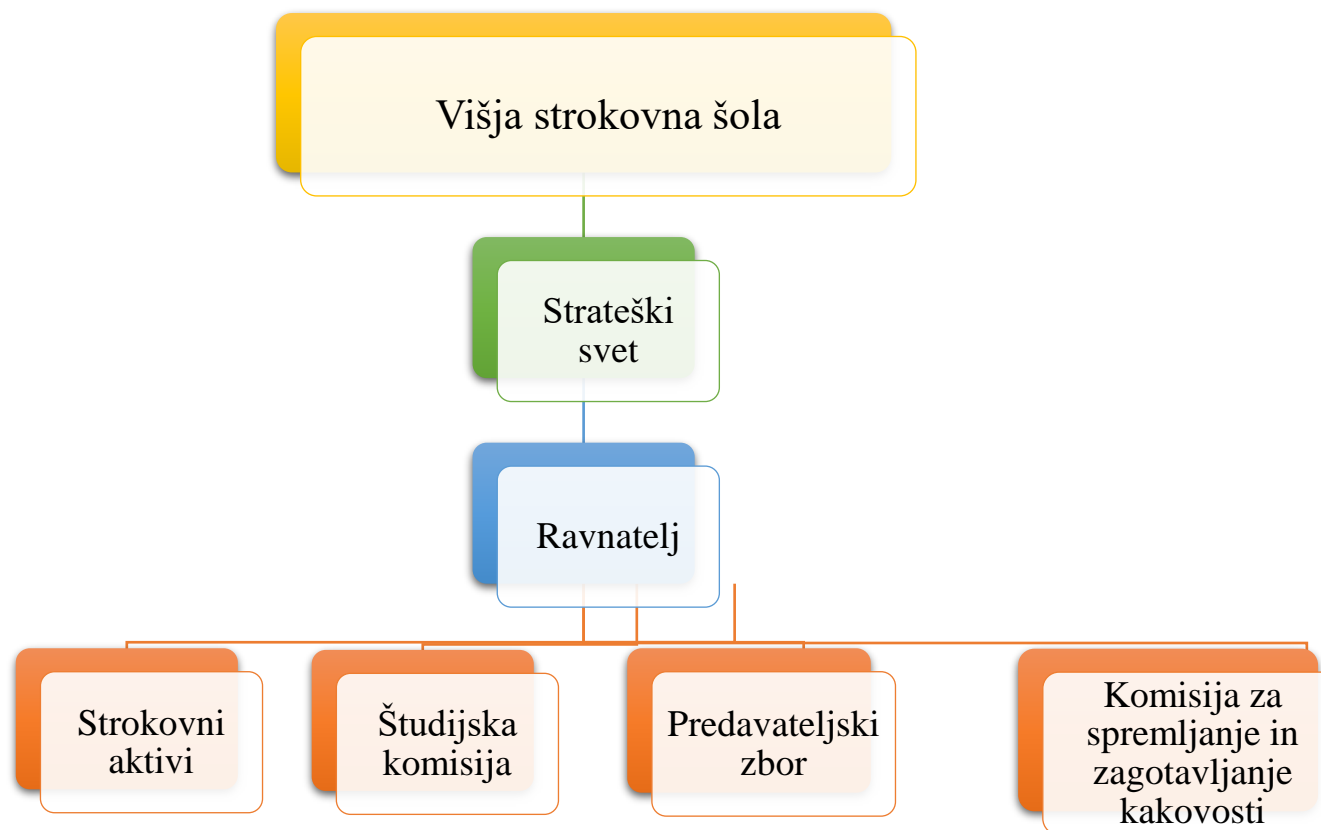 Višja strokovna šola
Strateški
svet
Ravnatelj
Strokovni
aktivi
Študijska
komisija
Predavateljski
zbor
Komisija za
spremljanje in
zagotavljanje
kakovosti